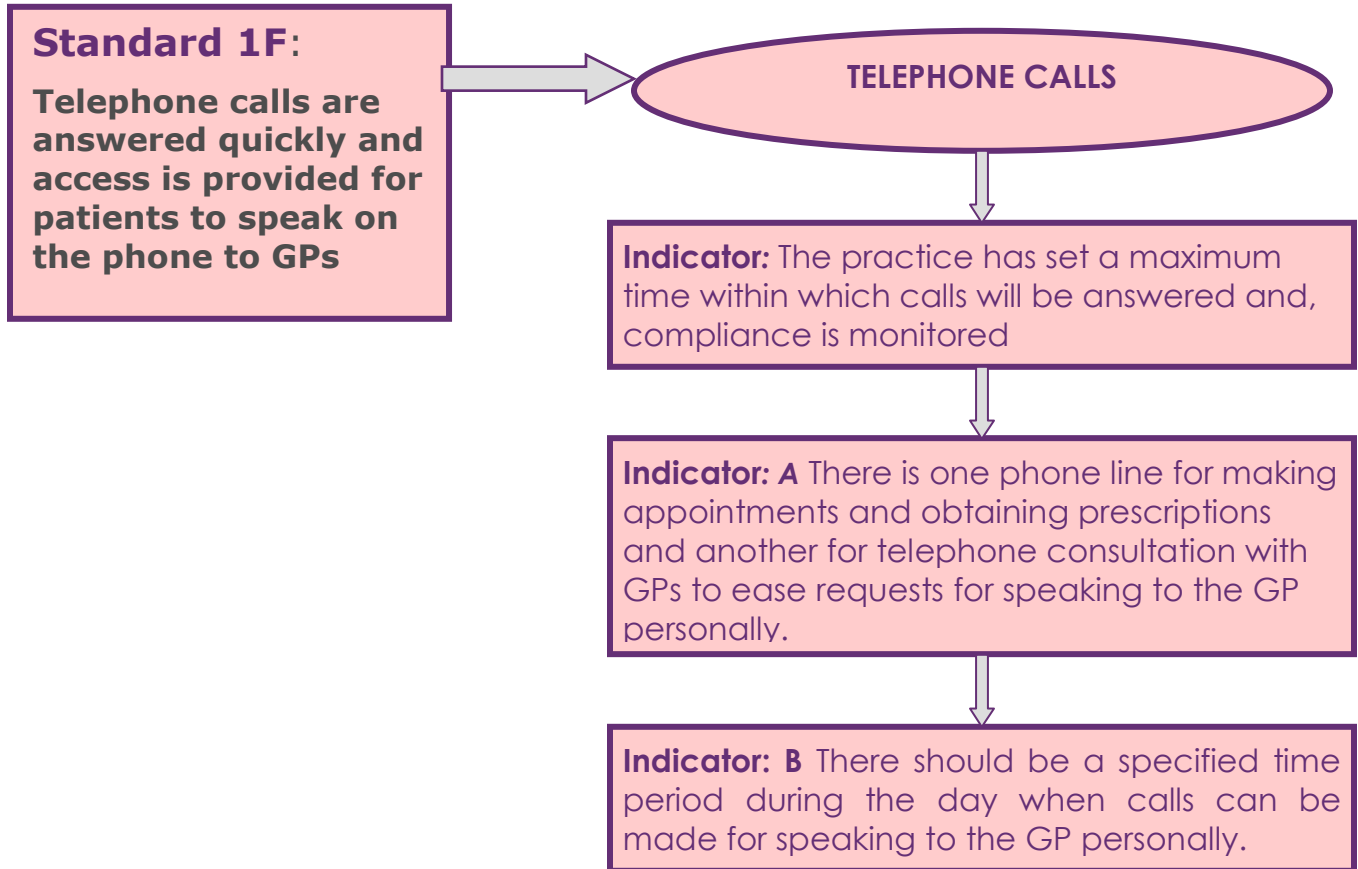 Standard 1F:
Telephone calls are
answered quickly and
access is provided for
patients to speak on
the phone to GPs
TELEPHONE CALLS
Indicator: The practice has set a maximum
time within which calls will be answered and,
compliance is monitored
Indicator: A There is one phone line for making
appointments and obtaining prescriptions
and another for telephone consultation with
GPs to ease requests for speaking to the GP
personally.
Indicator: B There should be a specified time
period during the day when calls can be
made for speaking to the GP personally.